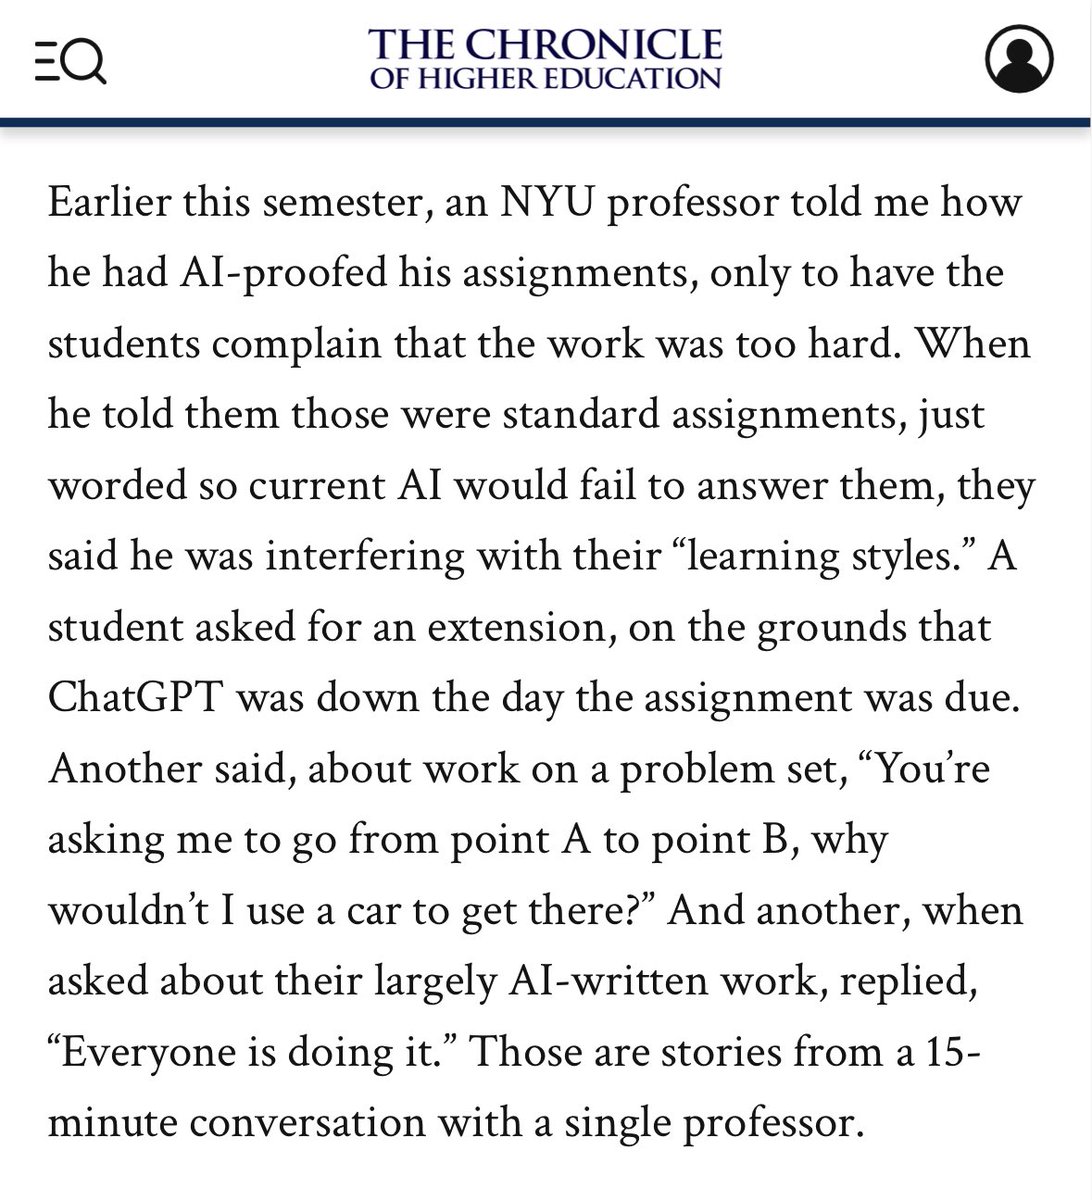 THE CHRONICLE
OF HIGHER EDUCATION
Earlier this semester, an NYU professor told me how
he had AI-proofed his assignments, only to have the
students complain that the work was too hard. When
he told them those were standard assignments, just
worded so current AI would fail to answer them, they
said he was interfering with their “learning styles.” A
student asked for an extension, on the grounds that
ChatGPT was down the day the assignment was due.
Another said, about work on a problem set, “You’re
asking me to go from point A to point B, why
wouldn’t I use a car to get there?” And another, when
asked about their largely AI-written work, replied,
“Everyone is doing it.” Those are stories from a 15-
minute conversation with a single professor.